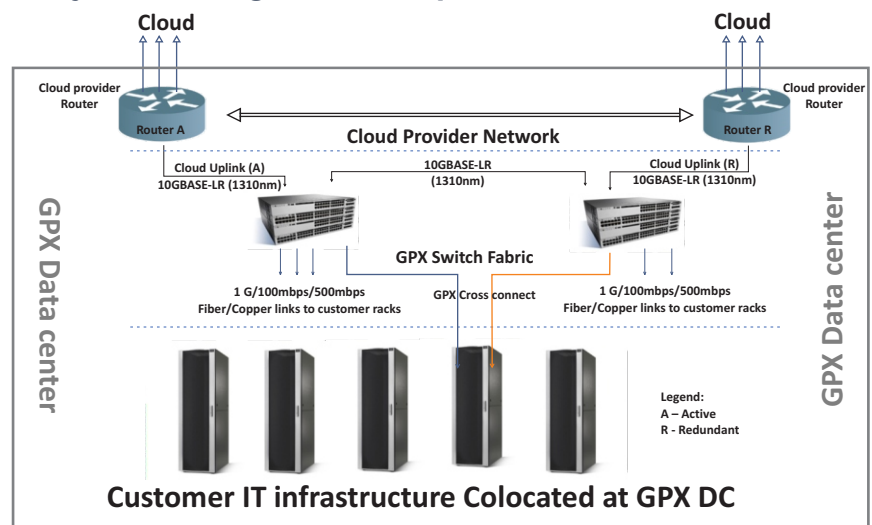 Cloud
Cloud
Cloud provider
Router
Cloud provider
Router
Router A
Router R
Cloud Provider Network
Cloud Uplink (A)
10GBASE-LR (1310nm)
10GBASE-LR
(1310nm)
Cloud Uplink (R)
10GBASE-LR (1310nm)
GPX Data center
GPX Data center
GPX Switch Fabric
1 G/100mbps/500mbps
Fiber/Copper links to customer racks
GPX Cross connect
1 G/100mbps/500mbps
Fiber/Copper links to customer racks
Legend:
A – Active
R - Redundant
Customer IT infrastructure Colocated at GPX DC